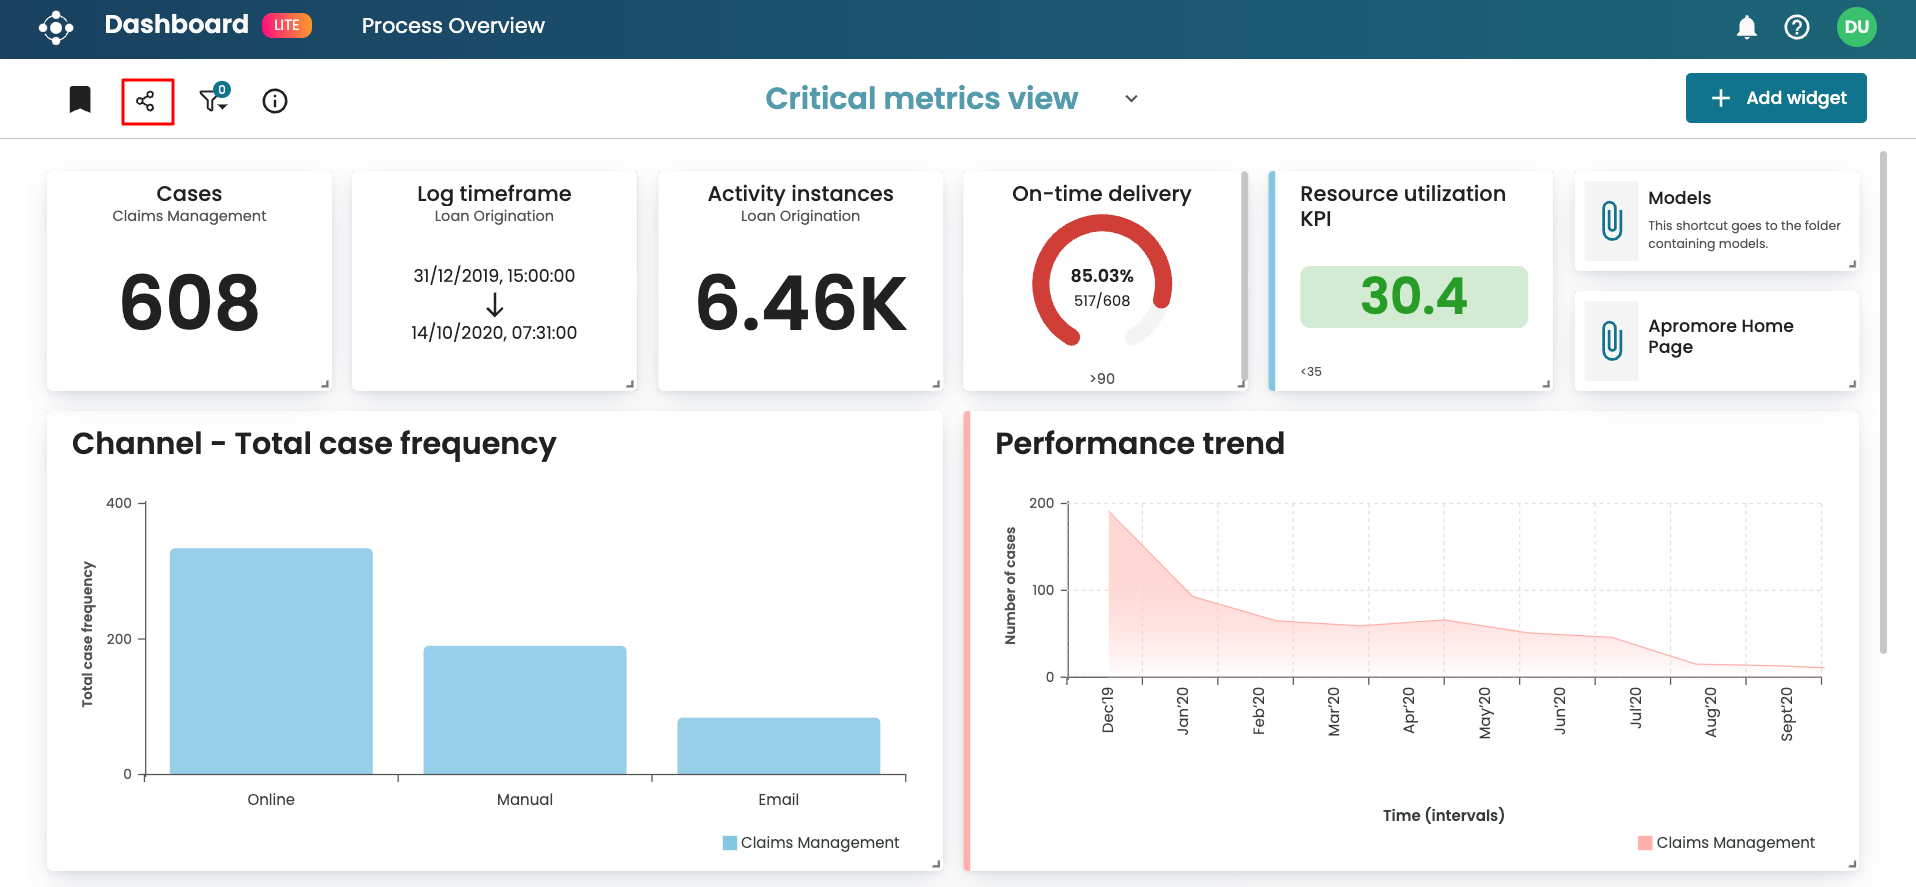 Dashboard LITE Process Overview DU
0
Critical metrics view
Add widget
Cases
Claims Management
608
Log timeframe
Loan Origination
31/12/2019, 15:00:00
14/10/2020, 07:31:00
Activity instances
Loan Origination
6.46K
On-time delivery
85.03%
517/608
>90
Resource utilization
KPI
30.4
<35
Models
This shortcut goes to the folder
containing models.
Apromore Home
Page
Channel - Total case frequency
Total case frequency
400
200
0
Online Manual Email
Claims Management
Performance trend
Number of cases
200
100
0
Dec'19 Jan'20 Feb'20 Mar'20 Apr'20 May'20 Jun'20 Jul'20 Aug'20 Sept'20
Time (intervals)
Claims Management